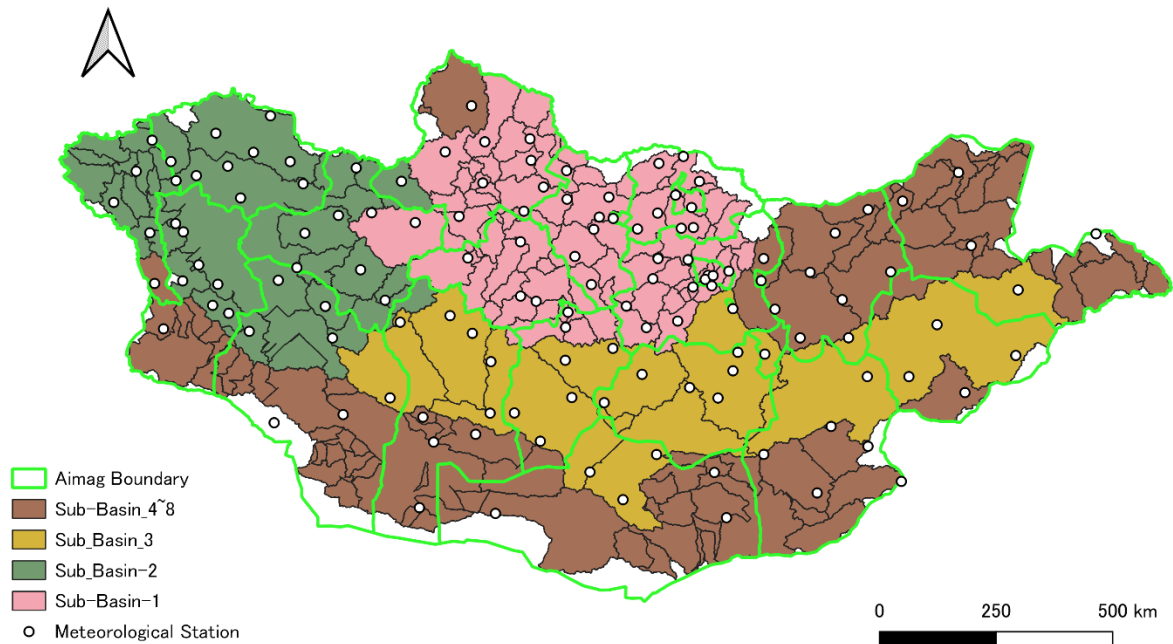 Aimag Boundary
Sub-Basin_4~8
Sub_Basin_3
Sub_Basin-2
Sub-Basin-1
Meteorological Station
0 250 500 km